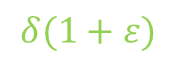 δ(1 + ε)